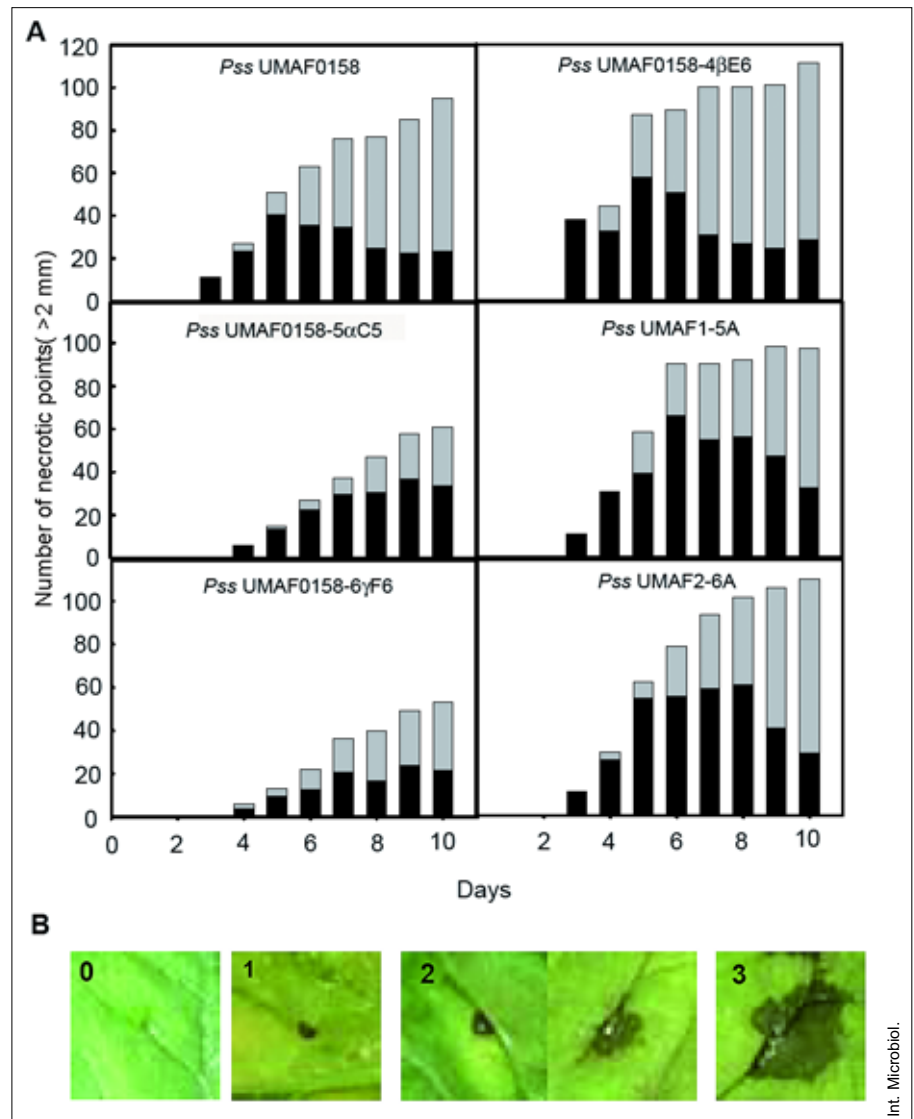 A
Number of necrotic points( >2 mm)
120
100
80
60
40
20
0
Pss UMAF0158
Pss UMAF0158-4βE6
100
80
60
40
20
0
Pss UMAF0158-5αC5
Pss UMAF1-5A
100
80
60
40
20
0
Pss UMAF0158-6γF6
Pss UMAF2-6A
0 2 4 6 8 10
2 4 6 8 10
Days
B
0 1 2 3
Int. Microbiol.